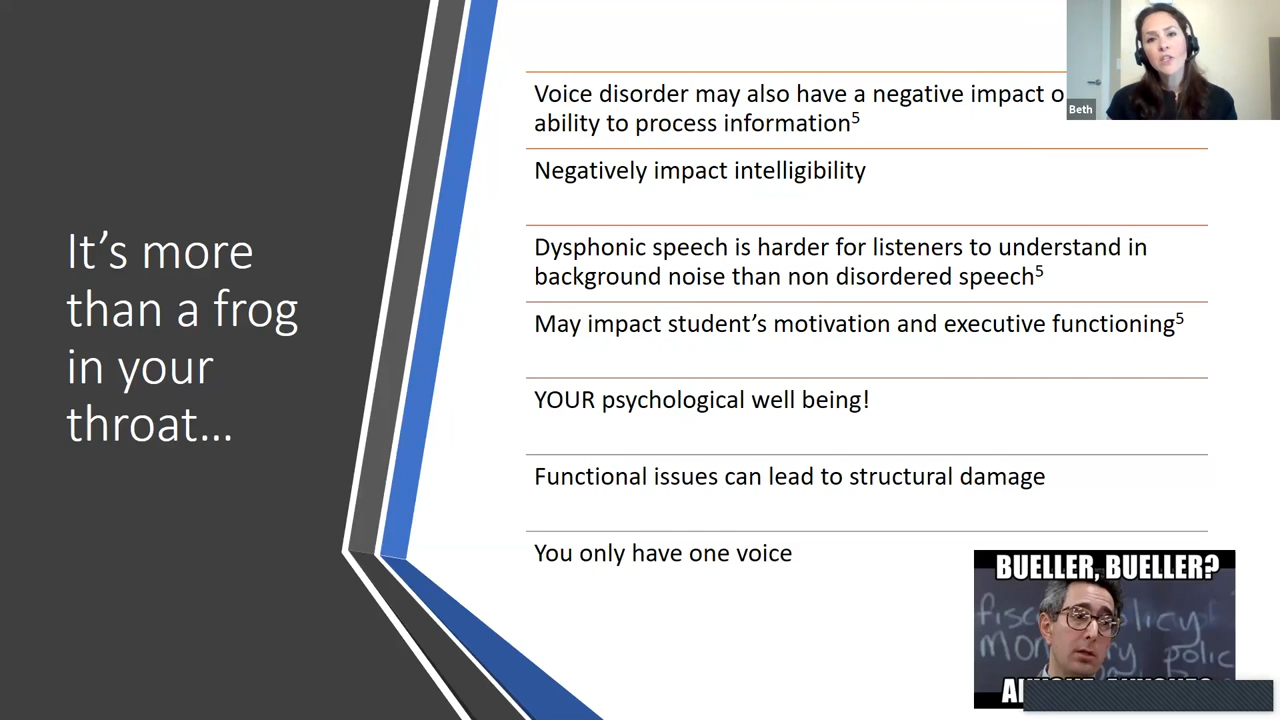 It’s more
than a frog
in your
throat…
Voice disorder may also have a negative impact
ability to process information⁵
Negatively impact intelligibility
Dysphonic speech is harder for listeners to understand in
background noise than non disordered speech⁵
May impact student’s motivation and executive functioning⁵
YOUR psychological well being!
Functional issues can lead to structural damage
You only have one voice
Beth
BUELLER, BUELLER?